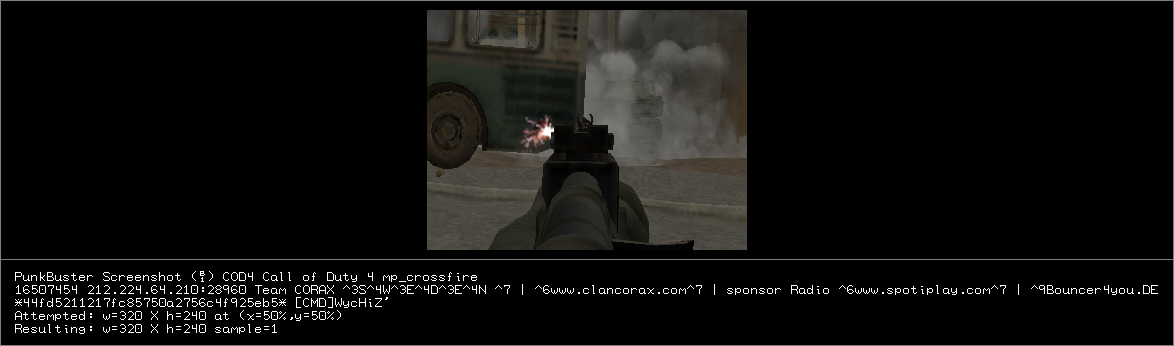 PunkBuster Screenshot (B1) COD4 Call of Duty 4 mp_crossfire
16507454 212.224.64.210:28960 Team CORAX ^3S^4W^3E^4D^3E^4N ^7 | ^6www.clancorax.com^7 | sponsor Radio ^6www.spotiplay.com^7 | ^9Bouncer4you.DE
*44fd5211217fc85750a2756c4f925eb5* [CMD]WycHiZ'
Attempted: w=320 X h=240 at (x=50%,y=50%)
Resulting: w=320 X h=240 sample=1